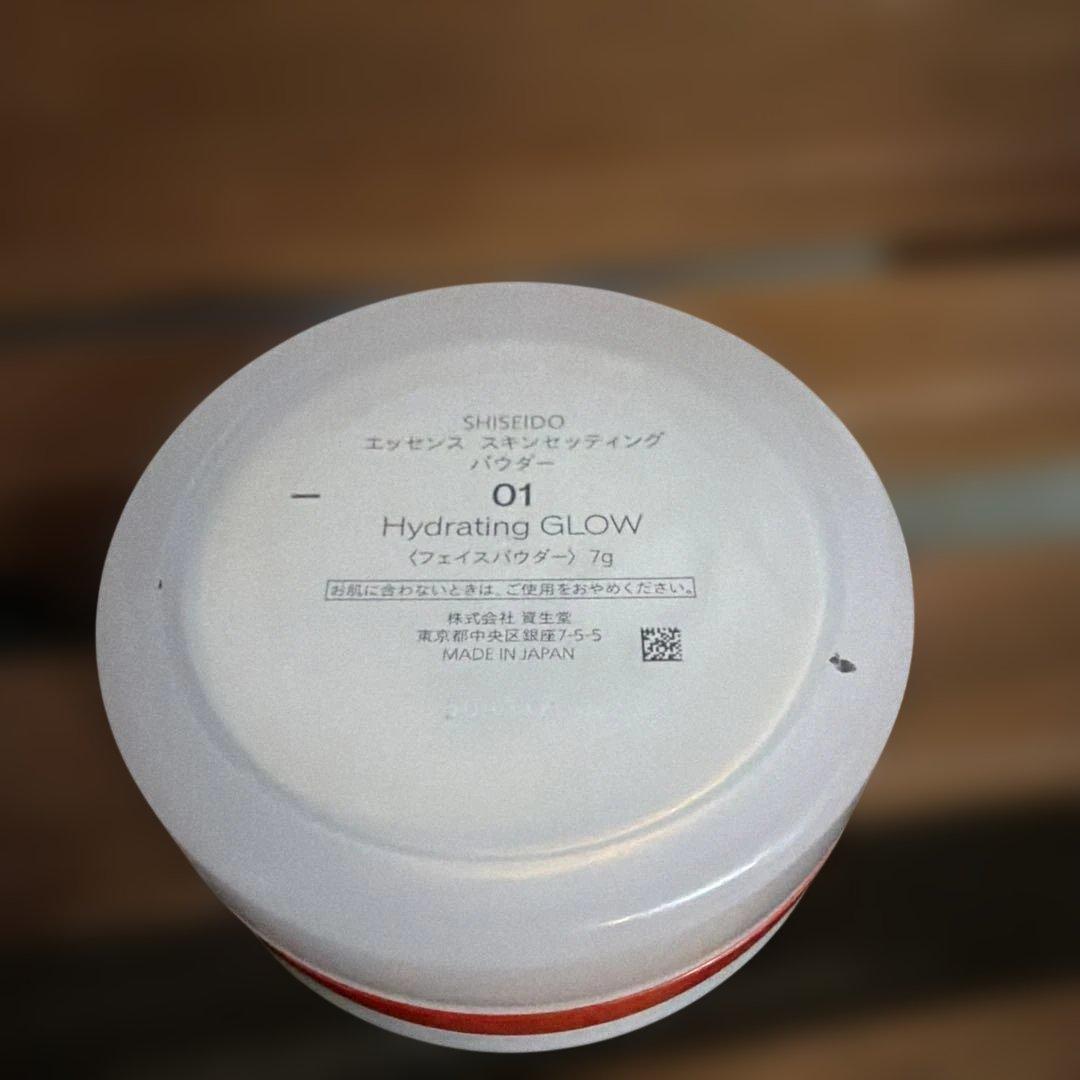 SHISEIDO
エッセンス スキンセッティング
パウダー
01
Hydrating GLOW
〈フェイスパウダー〉 7g
お肌に合わないときは、ご使用をおやめください。
株式会社 資生堂
東京都中央区銀座7-5-5
MADE IN JAPAN